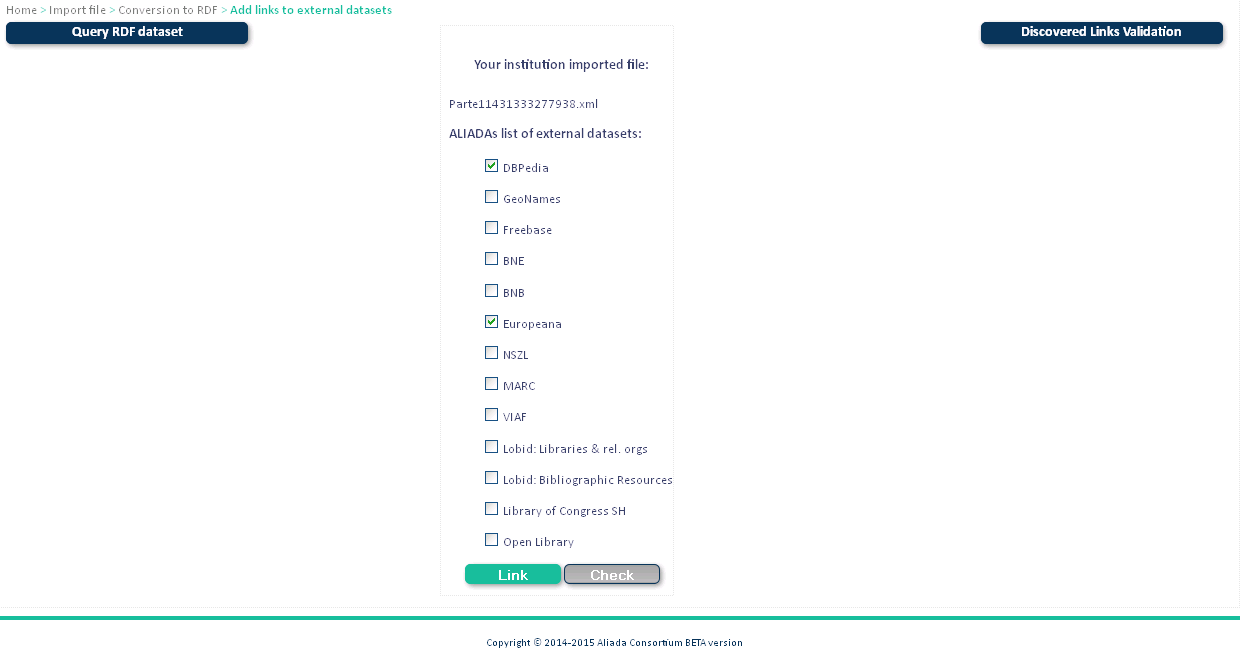 Home > Import file > Conversion to RDF > Add links to external datasets
Query RDF dataset
Discovered Links Validation
Your institution imported file:
Parte11431333277938.xml
ALIADAs list of external datasets:
DBPedia
GeoNames
Freebase
BNE
BNB
Europeana
NSZL
MARC
VIAF
Lobid: Libraries & rel. orgs
Lobid: Bibliographic Resources
Library of Congress SH
Open Library
Link Check
Copyright © 2014-2015 Aliada Consortium BETA version